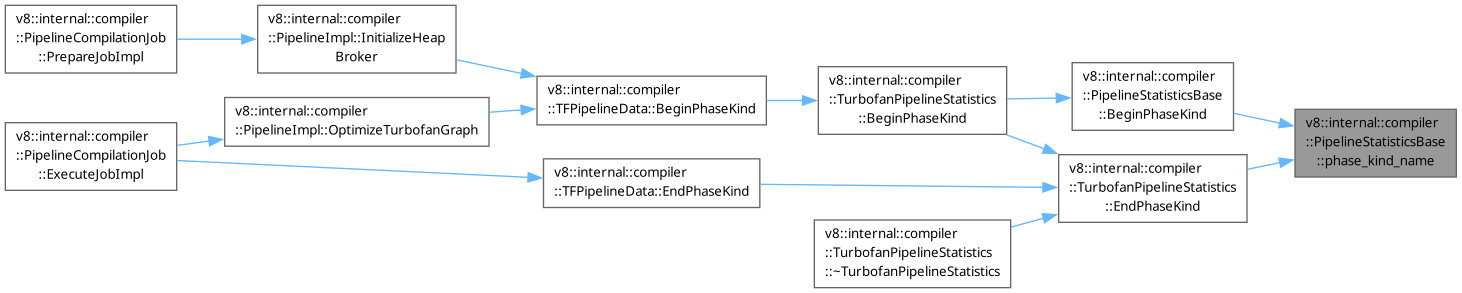 v8::internal::compiler
::PipelineCompilationJob
::PrepareJobImpl
v8::internal::compiler
::PipelineImpl::InitializeHeap
Broker
v8::internal::compiler
::PipelineCompilationJob
::ExecuteJobImpl
v8::internal::compiler
::PipelineImpl::OptimizeTurbofanGraph
v8::internal::compiler
::TFPipelineData::BeginPhaseKind
v8::internal::compiler
::TFPipelineData::EndPhaseKind
v8::internal::compiler
::TurbofanPipelineStatistics
::BeginPhaseKind
v8::internal::compiler
::TurbofanPipelineStatistics
::~TurbofanPipelineStatistics
v8::internal::compiler
::PipelineStatisticsBase
::BeginPhaseKind
v8::internal::compiler
::TurbofanPipelineStatistics
::EndPhaseKind
v8::internal::compiler
::PipelineStatisticsBase
::phase_kind_name